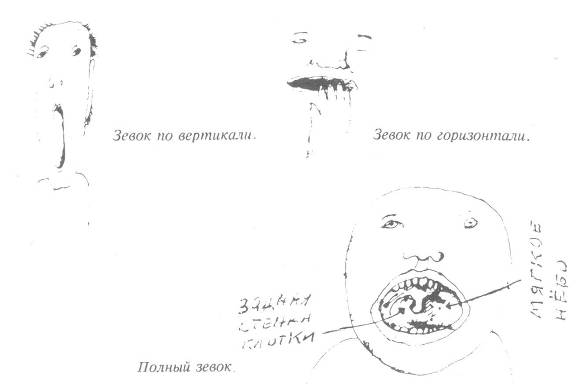 Зевок по вертикали.
Зевок по горизонтали.
ЗАДНЯЯ
СТЕНКА
ГЛОТКИ
МЯГКОЕ
НЁБО
Полный зевок.